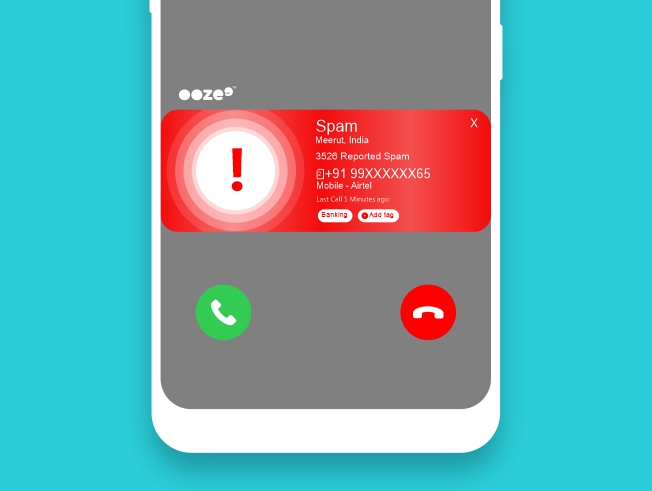 ooze
Spam
X
Meerut, India
3526 Reported Spam
+91 99XXXXXX65
Mobile - Airtel
Last Call 5 Minutes ago
Banking
Add tag